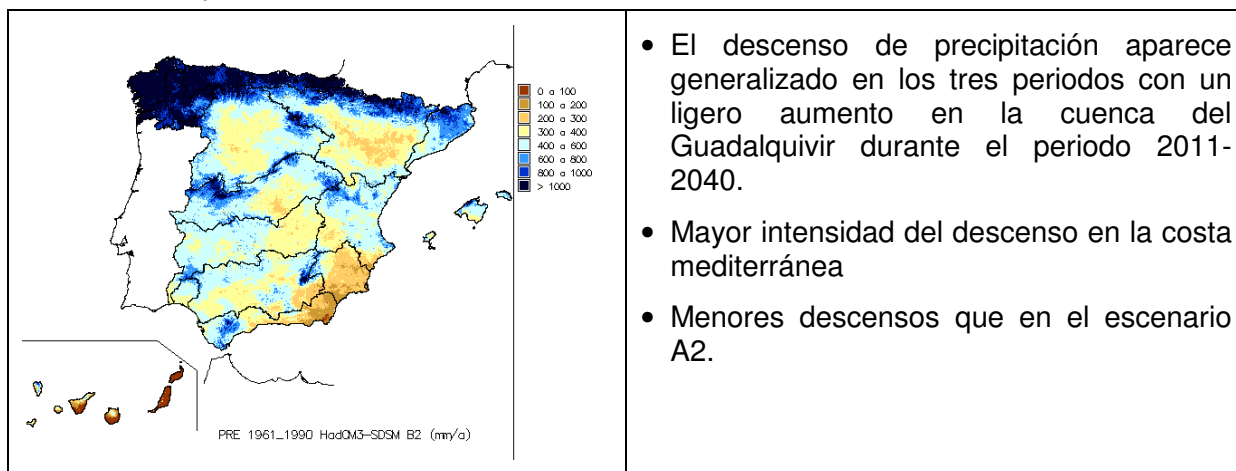 0 a 100
100 a 200
200 a 300
300 a 400
400 a 600
600 a 800
800 a 1000
> 1000
PRE 1961_1990 HadCM3-SDSM B2 (mm/a)
• El descenso de precipitación aparece
generalizado en los tres periodos con un
ligero aumento en la cuenca del
Guadalquivir durante el periodo 2011-
2040.
• Mayor intensidad del descenso en la costa
mediterránea
• Menores descensos que en el escenario
A2.